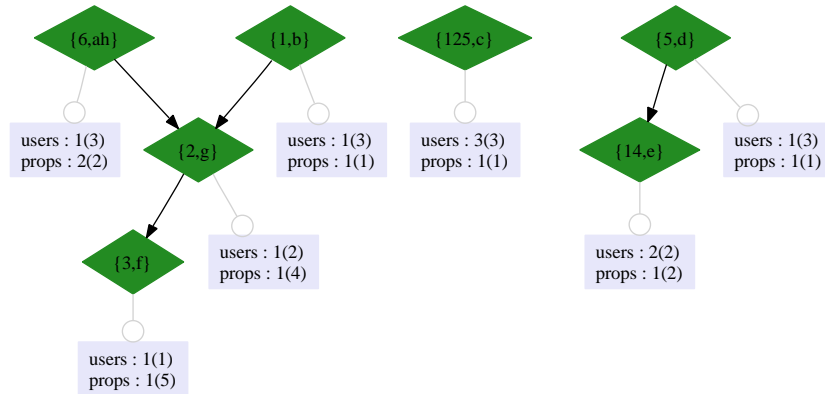 {6,ah}
{1,b}
{125,c}
{5,d}
users : 1(3)
props : 2(2)
{2,g}
users : 1(3)
props : 1(1)
users : 3(3)
props : 1(1)
{14,e}
users : 1(3)
props : 1(1)
{3,f}
users : 1(2)
props : 1(4)
users : 2(2)
props : 1(2)
users : 1(1)
props : 1(5)